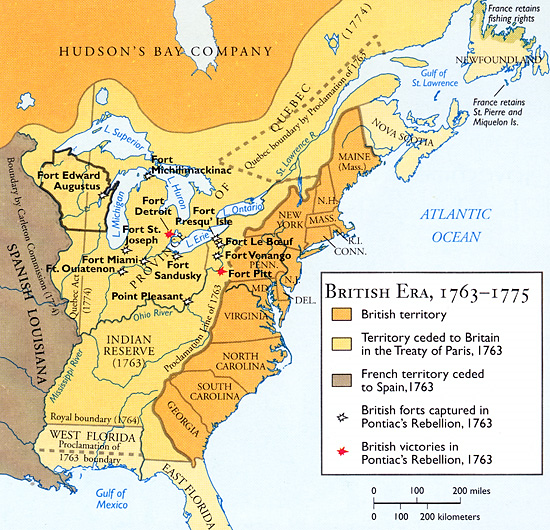 HUDSON'S BAY COMPANY
(1774)
QUEBEC
Quebec boundary by Proclamation of 1763
France retains
fishing rights
NEWFOUNDLAND
Gulf of
St. Lawrence
France retains
St. Pierre and
Miquelon Is.
NOVA SCOTIA
St. Lawrence R.
L. Superior
Fort
Michilimackinac
MAINE
(Mass.)
Fort Edward
Augustus
L. Michigan
L. Huron
Fort
Detroit
Fort
Presqu' Isle
L. Ontario
N.H.
NEW
YORK
MASS.
R.I.
CONN.
ATLANTIC
OCEAN
Fort St.
Joseph
L. Erie
Fort Le Bœuf
Fort Venango
PENN.
Fort Pitt
N.J.
MD.
DEL.
Fort Miami
Ft. Ouiatenon
Fort
Sandusky
PROVINCE OF
Point Pleasant
Ohio River
Quebec Act
(1774)
Boundary by Carleton Commission (1774)
SPANISH LOUISIANA
Mississippi River
INDIAN
RESERVE
(1763)
Proclamation Line of 1763
VIRGINIA
NORTH
CAROLINA
SOUTH
CAROLINA
GEORGIA
Royal boundary (1764)
WEST FLORIDA
Proclamation of
1763 boundary
EAST FLORIDA
Gulf of
Mexico
BRITISH ERA, 1763–1775
British territory
Territory ceded to Britain
in the Treaty of Paris, 1763
French territory ceded
to Spain, 1763
British forts captured in
Pontiac's Rebellion, 1763
British victories in
Pontiac's Rebellion, 1763
0 100 200 miles
0 100 200 kilometers